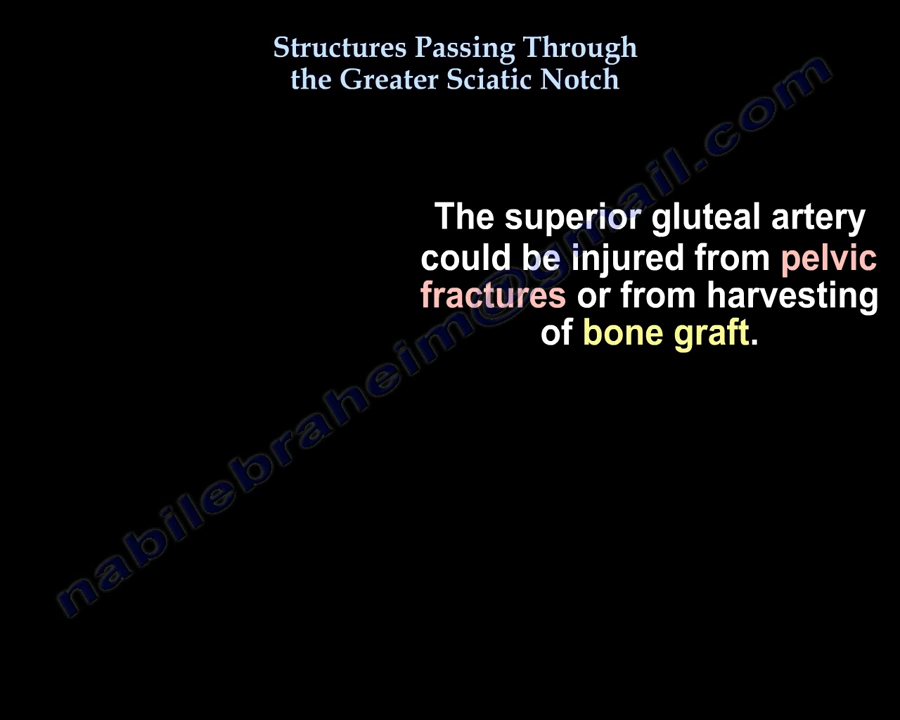 Structures Passing Through
the Greater Sciatic Notch
The superior gluteal artery
could be injured from pelvic
fractures or from harvesting
of bone graft.
nabilebraheim@gmail.com